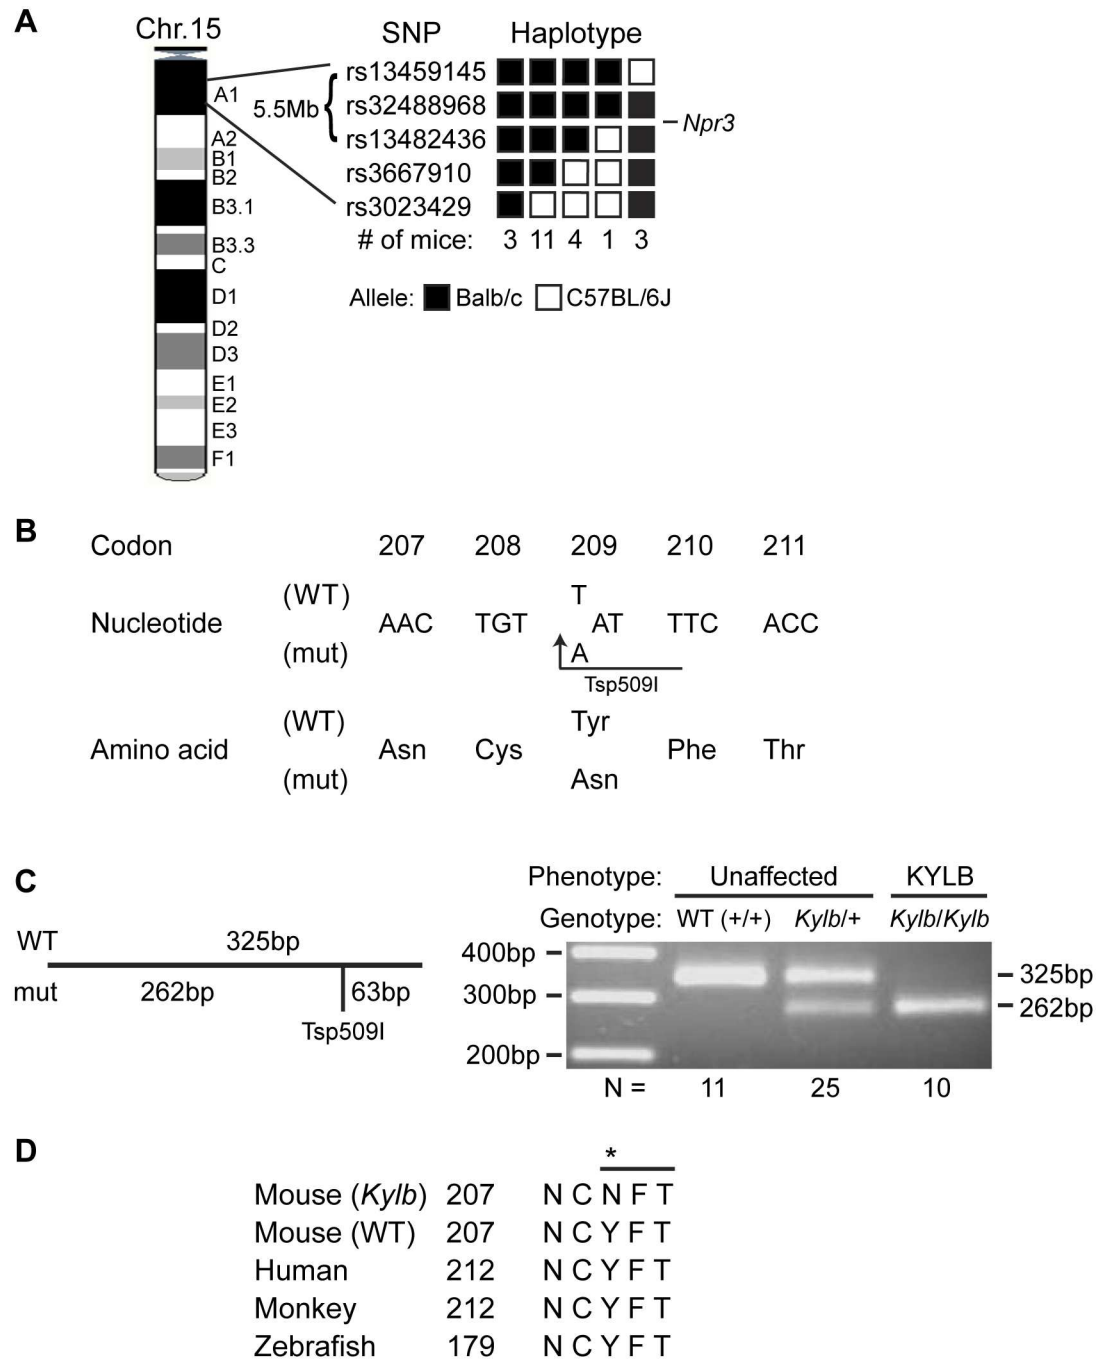 A
Chr.15
SNP Haplotype
A1
A2
B1
B2
B3.1
B3.3
C
D1
D2
D3
E1
E2
E3
F1
5.5Mb
rs13459145
rs32488968
rs13482436
rs3667910
rs3023429
Npr3
# of mice: 3 11 4 1 3
Allele: Balb/c C57BL/6J
B
Codon 207 208 209 210 211
(WT) T
Nucleotide AAC TGT AT TTC ACC
(mut) A
Tsp509I
(WT) Tyr
Amino acid Asn Cys Phe Thr
(mut) Asn
C
WT 325bp
mut 262bp 63bp
Tsp509I
Phenotype: Unaffected KYLB
Genotype: WT (+/+) Kylb/+ Kylb/Kylb
400bp
300bp
200bp
325bp
262bp
N = 11 25 10
D
*
Mouse (Kylb) 207 N C N F T
Mouse (WT) 207 N C Y F T
Human 212 N C Y F T
Monkey 212 N C Y F T
Zebrafish 179 N C Y F T